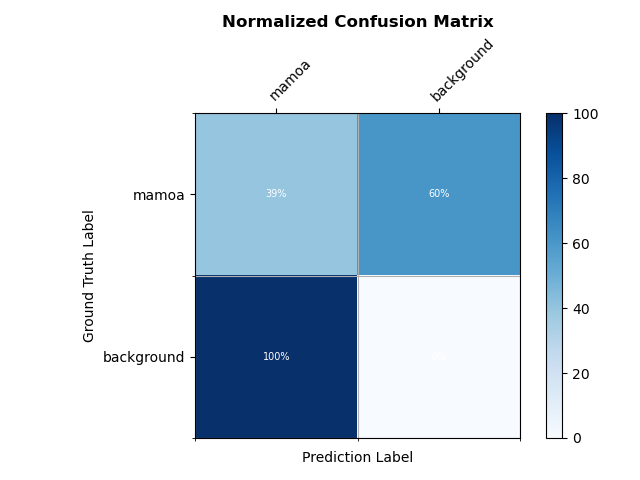 Normalized Confusion Matrix
mamoa
background
100
80
60
40
20
0
mamoa
39%
60%
background
100%
Ground Truth Label
Prediction Label